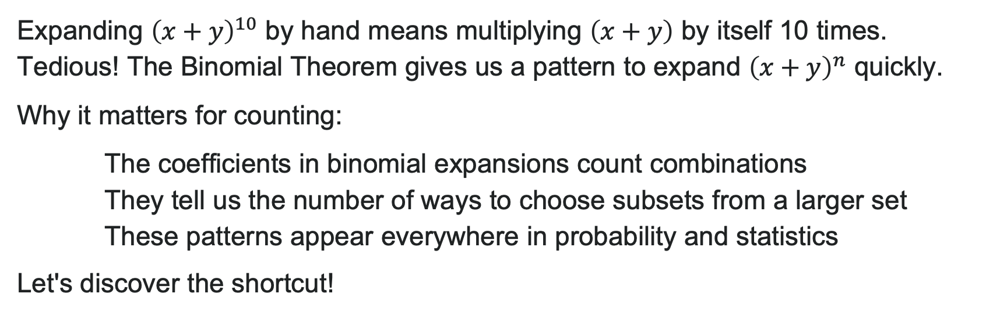 Expanding (x + y)¹⁰ by hand means multiplying (x + y) by itself 10 times.
Tedious! The Binomial Theorem gives us a pattern to expand (x + y)ⁿ quickly.
Why it matters for counting:
The coefficients in binomial expansions count combinations
They tell us the number of ways to choose subsets from a larger set
These patterns appear everywhere in probability and statistics
Let's discover the shortcut!